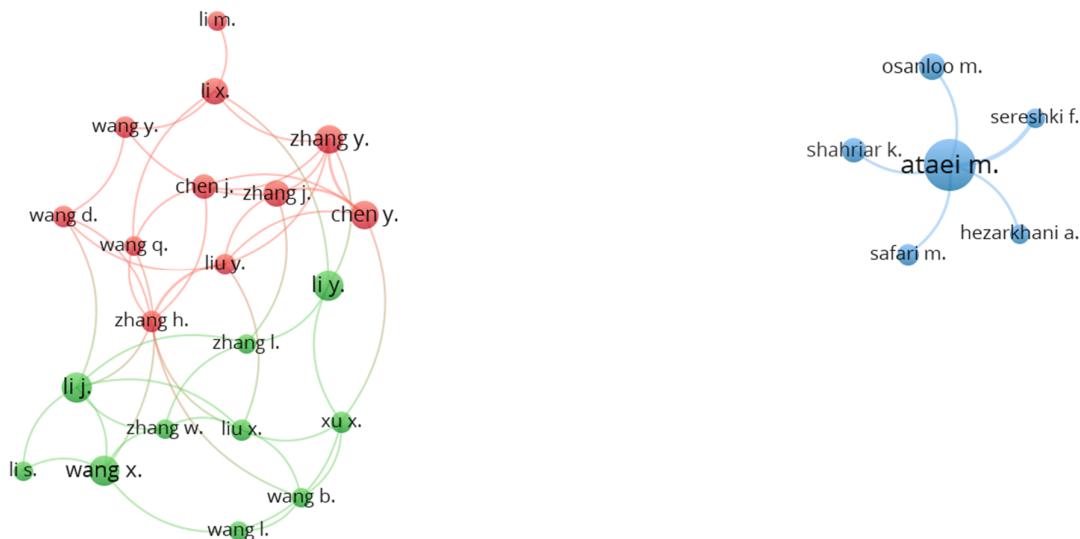 li m.
li x.
wang y.
zhang y.
chen j.
zhang j.
wang d.
chen y.
wang q.
liu y.
li y.
zhang h.
zhang l.
li j.
zhang w.
liu x.
xu x.
li s.
wang x.
wang b.
wang l.
osanloo m.
sereshki f.
shahriar k.
ataei m.
hezarkhani a.
safari m.